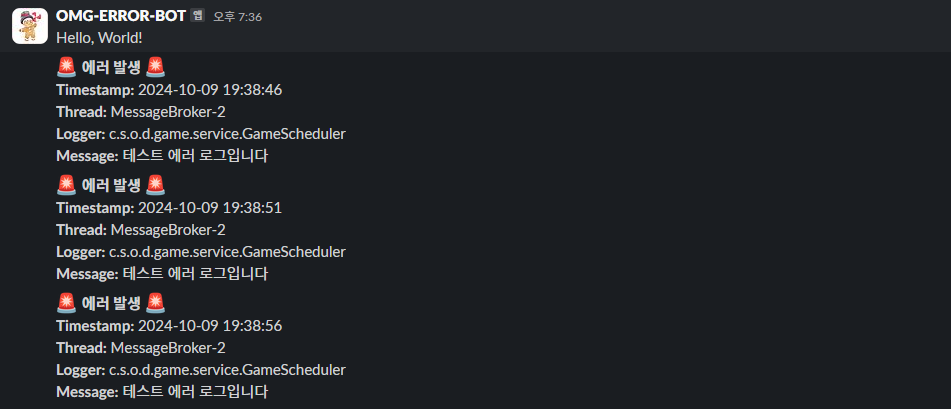 OMG-ERROR-BOT 앱 오후 7:36
Hello, World!
🚨 에러 발생 🚨
Timestamp: 2024-10-09 19:38:46
Thread: MessageBroker-2
Logger: c.s.o.d.game.service.GameScheduler
Message: 테스트 에러 로그입니다
🚨 에러 발생 🚨
Timestamp: 2024-10-09 19:38:51
Thread: MessageBroker-2
Logger: c.s.o.d.game.service.GameScheduler
Message: 테스트 에러 로그입니다
🚨 에러 발생 🚨
Timestamp: 2024-10-09 19:38:56
Thread: MessageBroker-2
Logger: c.s.o.d.game.service.GameScheduler
Message: 테스트 에러 로그입니다